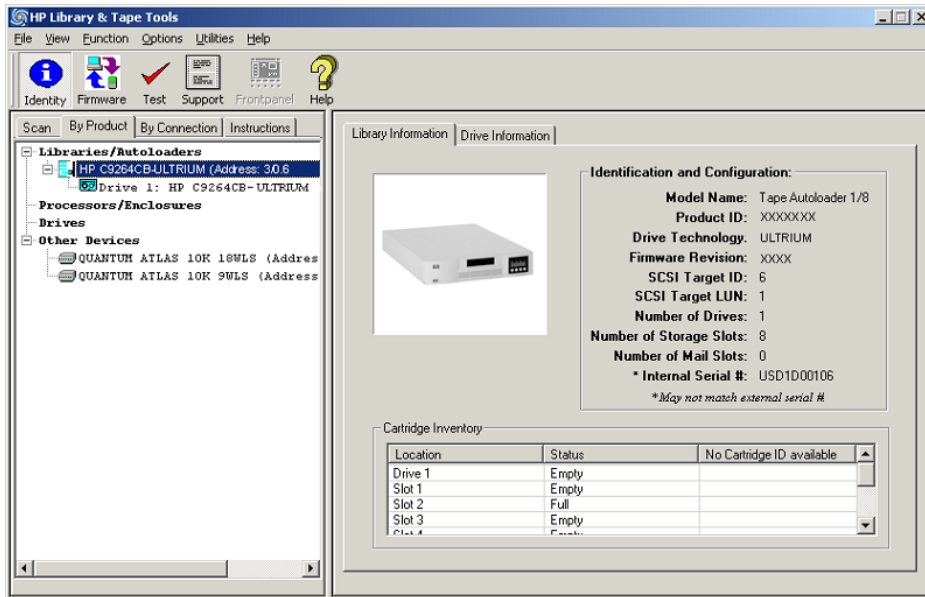 HP Library & Tape Tools
File View Function Options Utilities Help
Identity Firmware Test Support Frontpanel Help
Scan By Product By Connection Instructions
Libraries/Autoloaders
HP C9264CB-ULTRIUM (Address: 3.0.6
Drive 1: HP C9264CB-ULTRIUM
Processors/Enclosures
Drives
Other Devices
QUANTUM ATLAS 10K 18WLS (Addres
QUANTUM ATLAS 10K 9WLS (Address
Library Information Drive Information
Identification and Configuration:
Model Name: Tape Autoloader 1/8
Product ID: XXXXXXX
Drive Technology. ULTRIUM
Firmware Revision: XXXX
SCSI Target ID: 6
SCSI Target LUN: 1
Number of Drives: 1
Number of Storage Slots: 8
Number of Mail Slots: 0
* Internal Serial #: USD1D00106
*May not match external serial #
Cartridge Inventory
Location Status No Cartridge ID available
Drive 1 Empty
Slot 1 Empty
Slot 2 Full
Slot 3 Empty
Slot 4 Empty